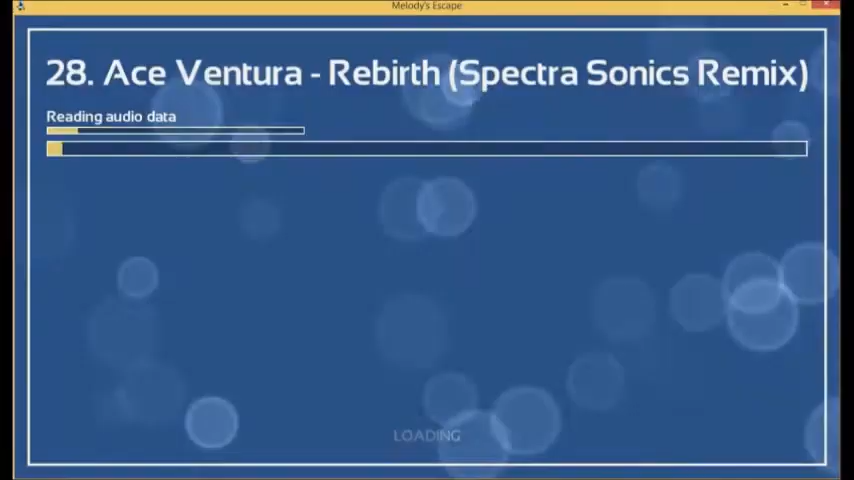 Melody's Escape
28. Ace Ventura - Rebirth (Spectra Sonics Remix)
Reading audio data
LOADING